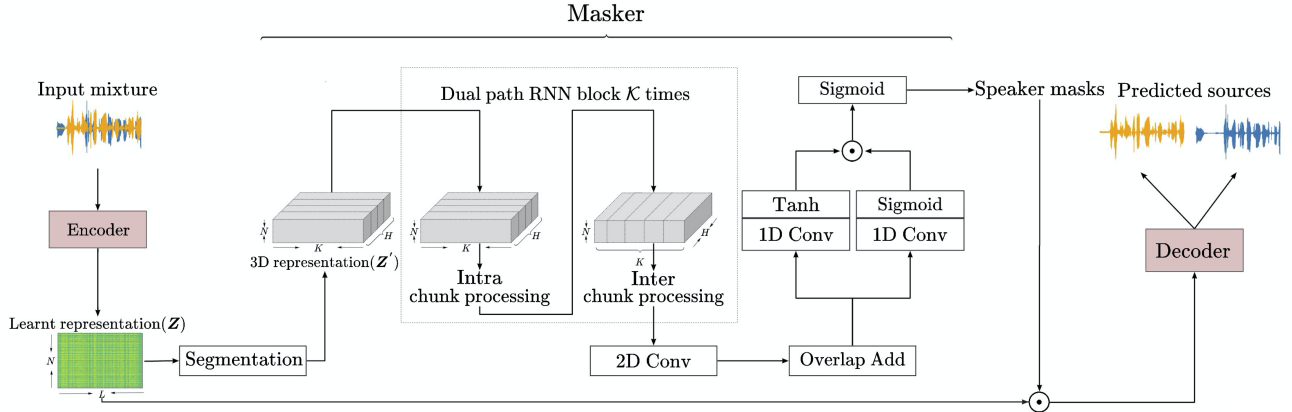 Masker
Input mixture
Encoder
Learnt representation(Z)
N
L
Segmentation
3D representation(Z′)
N
K
H
Dual path RNN block 𝒦 times
N
K
H
Intra
chunk processing
N
K
H
Inter
chunk processing
2D Conv
Overlap Add
Tanh
1D Conv
Sigmoid
1D Conv
Sigmoid
Speaker masks
Predicted sources
Decoder